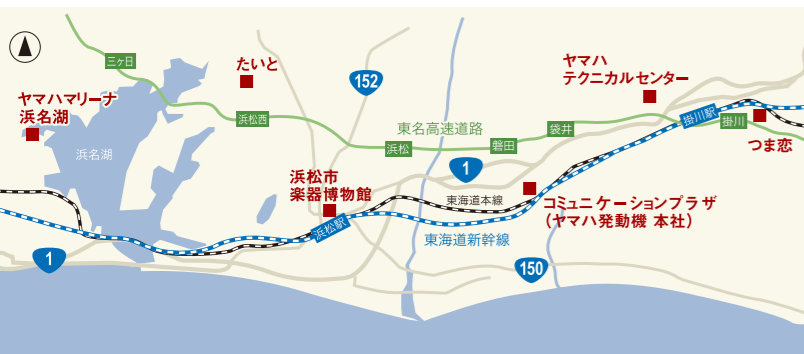 三ヶ日
たいと
152
ヤマハ
テクニカルセンター
ヤマハマリーナ
浜名湖
浜松西
東名高速道路
袋井
掛川駅
掛川
つま恋
浜名湖
浜松
磐田
1
浜松市
楽器博物館
東海道本線
コミュニケーションプラザ
(ヤマハ発動機 本社)
浜松駅
東海道新幹線
1
150